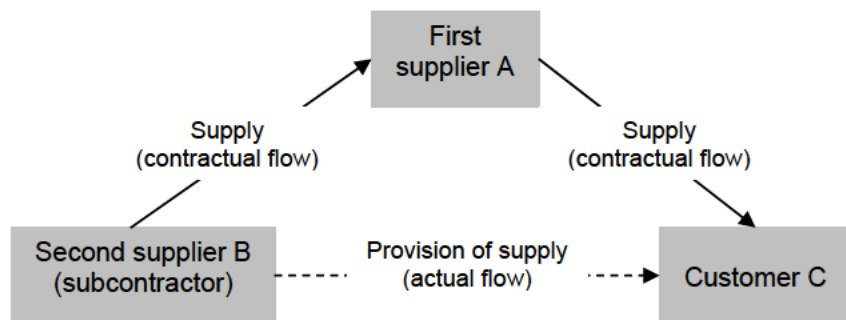 First
supplier A
Supply
(contractual flow)
Supply
(contractual flow)
Second supplier B
(subcontractor)
Provision of supply
(actual flow)
Customer C